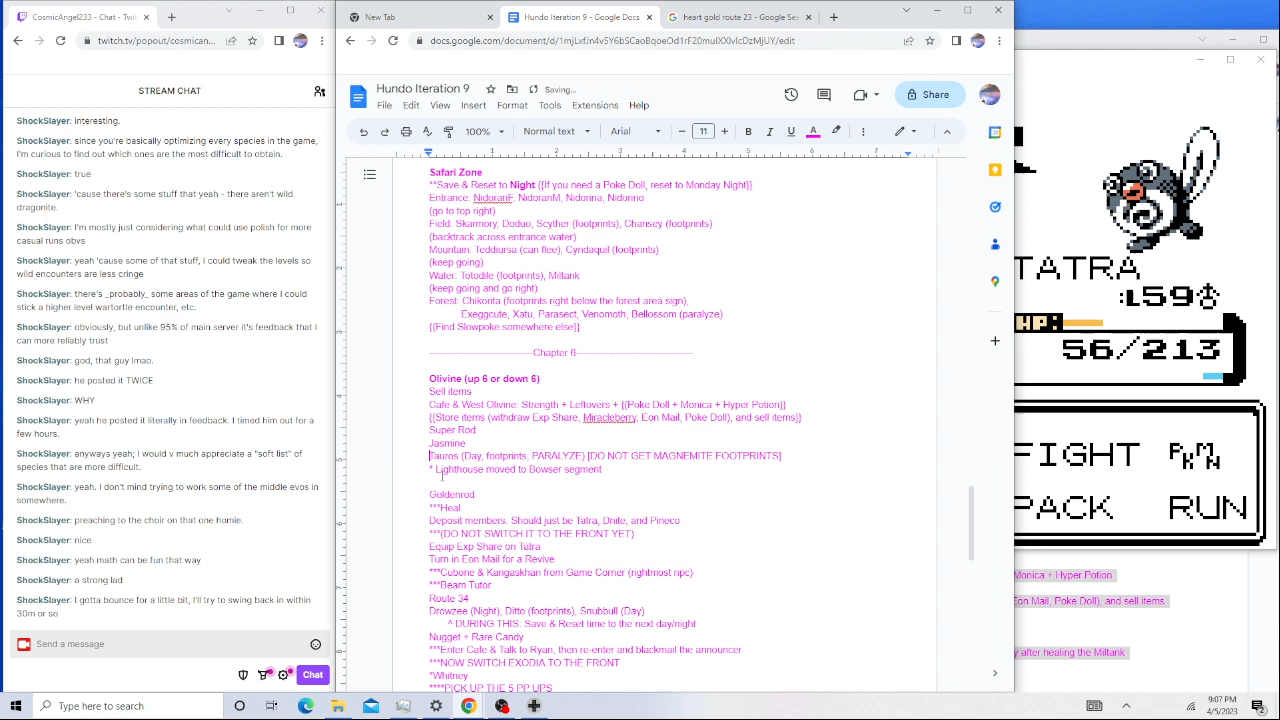 CosmicAngel233 - Chat - Twit
twitch.tv/popout/cosmican...
STREAM CHAT
ShockSlayer: interesting.
ShockSlayer: since you're basically optimizing every species in the game,
I'm curious to find out which ones are the most difficult to obtain.
ShockSlayer: true
ShockSlayer: 'cause there's some stuff that yeah - there aren't wild
dragonite.
ShockSlayer: I'm mostly just considering what could use polish for more
casual runs obvs
ShockSlayer: yeah 'cause some of that stuff, I could tweak the levels so
wild encounters are less cringe
ShockSlayer: there's _probably_ some areas of the game where I could
stick a higher level wartortle encounter, etc.
ShockSlayer: obviously, but unlike 95% of main server it's feedback that I
can more reliably trust
ShockSlayer: god, that guy lmao.
ShockSlayer: he posted it TWICE
ShockSlayer: WHY
ShockSlayer: yeah he posted it literally in feedback. I timed him out for a
few hours.
ShockSlayer: anyways yeah; I would v much appreciate a "soft list" of
species that are more difficult.
ShockSlayer: yeah. I don't mind trying to work some of the middle evos in
somewhere.
ShockSlayer: preaching to the choir on that one homie.
ShockSlayer: nice
ShockSlayer: yeah math can be fun that way
ShockSlayer: a strong lad
ShockSlayer: I gotta bounce for a little bit, I'll try to swing back in within
30m or so
Send a message
Chat
New Tab
Hundo Iteration 9 - Google Docs
heart gold route 23 - Google Sea
docs.google.com/document/d/1mjLxfJn4v5Y6bSCaoBqoeOd1rF20mulXXlvIcDzMjUY/edit
Hundo Iteration 9
Saving...
File Edit View Insert Format Tools Extensions Help
Share
100% Normal text Arial 11 B I U A
1 2 3 4 5 6 7
Safari Zone
**Save & Reset to Night {{If you need a Poke Doll, reset to Monday Night}}
Entrance: NidoranF, NidoranM, Nidorina, Nidorino
(go to top right)
Field: Skarmory, Doduo, Scyther (footprints), Chansey (footprints)
(backtrack across entrance water)
Mountain: Teddiursa (can flee), Cyndaquil (footprints)
(keep going)
Water: Totodile (footprints), Miltank
(keep going and go right)
Forest: Chikorita (footprints right below the forest area sign),
Exeggcute, Xatu, Parasect, Venomoth, Bellossom (paralyze)
{{Find Slowpoke somewhere else}}
Chapter 6
Olivine (up 6 or down 6)
Sell items
Cafe & West Olivine: Strength + Leftovers + {{Poke Doll + Monica + Hyper Potion}}
{{Store items (withdraw Exp Share, Miracleberry, Eon Mail, Poke Doll), and sell items}}
Super Rod
Jasmine
Tauros (Day, footprints, PARALYZE) [DO NOT GET MAGNEMITE FOOTPRINTS]
* Lighthouse moved to Bowser segment
Goldenrod
***Heal
Deposit members. Should just be Tatra, Dnite, and Pineco.
***(DO NOT SWITCH IT TO THE FRONT YET)
Equip Exp Share on Tatra
Turn in Eon Mail for a Revive
***Cubone & Kangaskhan from Game Corner (rightmost npc)
***Beam Tutor
Route 34
Drowzee (Night), Ditto (footprints), Snubbull (Day)
^ DURING THIS: Save & Reset time to the next day/night
Nugget + Rare Candy
***Enter Cafe & Talk to Ryan, then re-enter and blackmail the announcer
***NOW SWITCH EXODIA TO THE FRONT
*Whitney
****PICK UP THE 5 PP UPS
TATRA
:L59♂
HP:
56/213
FIGHT PKMN
PACK RUN
Monica + Hyper Potion
Eon Mail, Poke Doll), and sell items
y after healing the Miltank
Type here to search
9:07 PM
4/5/2023